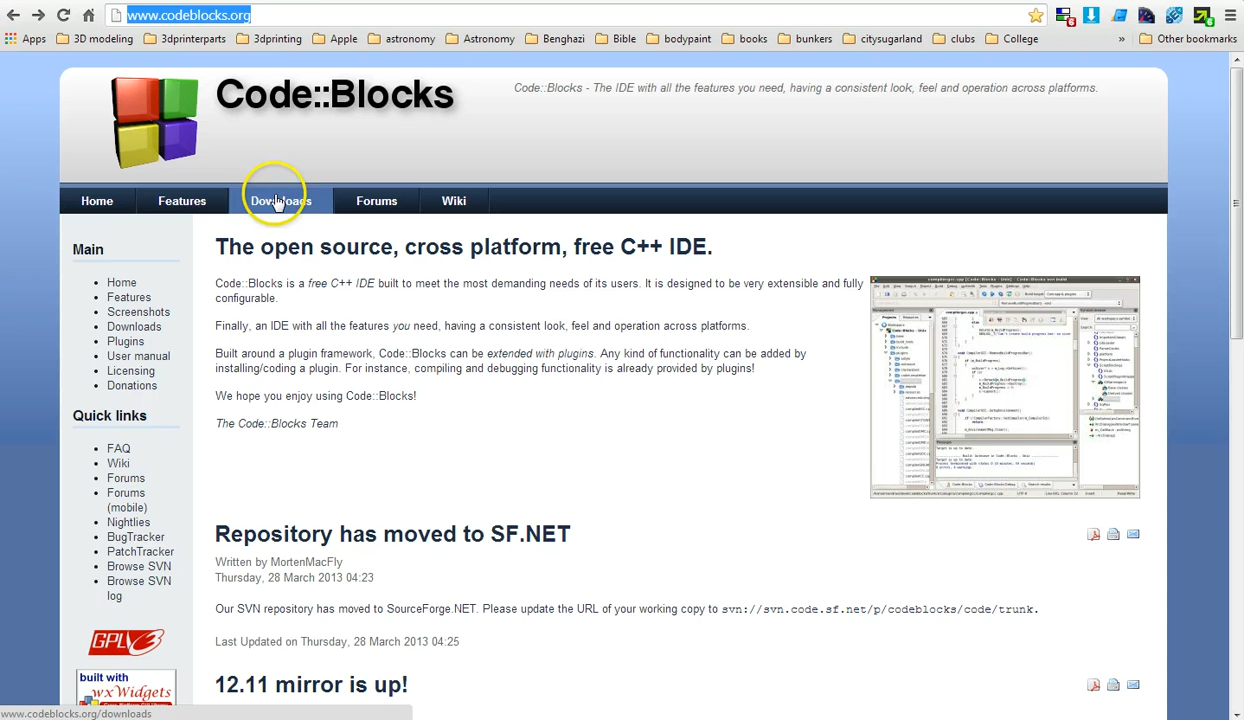 www.codeblocks.org
Apps 3D modeling 3dprinterparts 3dprinting Apple astronomy Astronomy Benghazi Bible bodypaint books bunkers citysugarland clubs College » Other bookmarks
Code::Blocks
Code::Blocks - The IDE with all the features you need, having a consistent look, feel and operation across platforms.
Home Features Downloads Forums Wiki
Main
Home
Features
Screenshots
Downloads
Plugins
User manual
Licensing
Donations
Quick links
FAQ
Wiki
Forums
Forums
(mobile)
Nightlies
BugTracker
PatchTracker
Browse SVN
Browse SVN
log
GPLv3
built with
wxWidgets
The open source, cross platform, free C++ IDE.
Code::Blocks is a free C++ IDE built to meet the most demanding needs of its users. It is designed to be very extensible and fully
configurable.
Finally, an IDE with all the features you need, having a consistent look, feel and operation across platforms.
Built around a plugin framework, Code::Blocks can be extended with plugins. Any kind of functionality can be added by
installing/coding a plugin. For instance, compiling and debugging functionality is already provided by plugins!
We hope you enjoy using Code::Blocks!
The Code::Blocks Team
Repository has moved to SF.NET
Written by MortenMacFly
Thursday, 28 March 2013 04:23
Our SVN repository has moved to SourceForge.NET. Please update the URL of your working copy to svn://svn.code.sf.net/p/codeblocks/code/trunk.
Last Updated on Thursday, 28 March 2013 04:25
12.11 mirror is up!
www.codeblocks.org/downloads